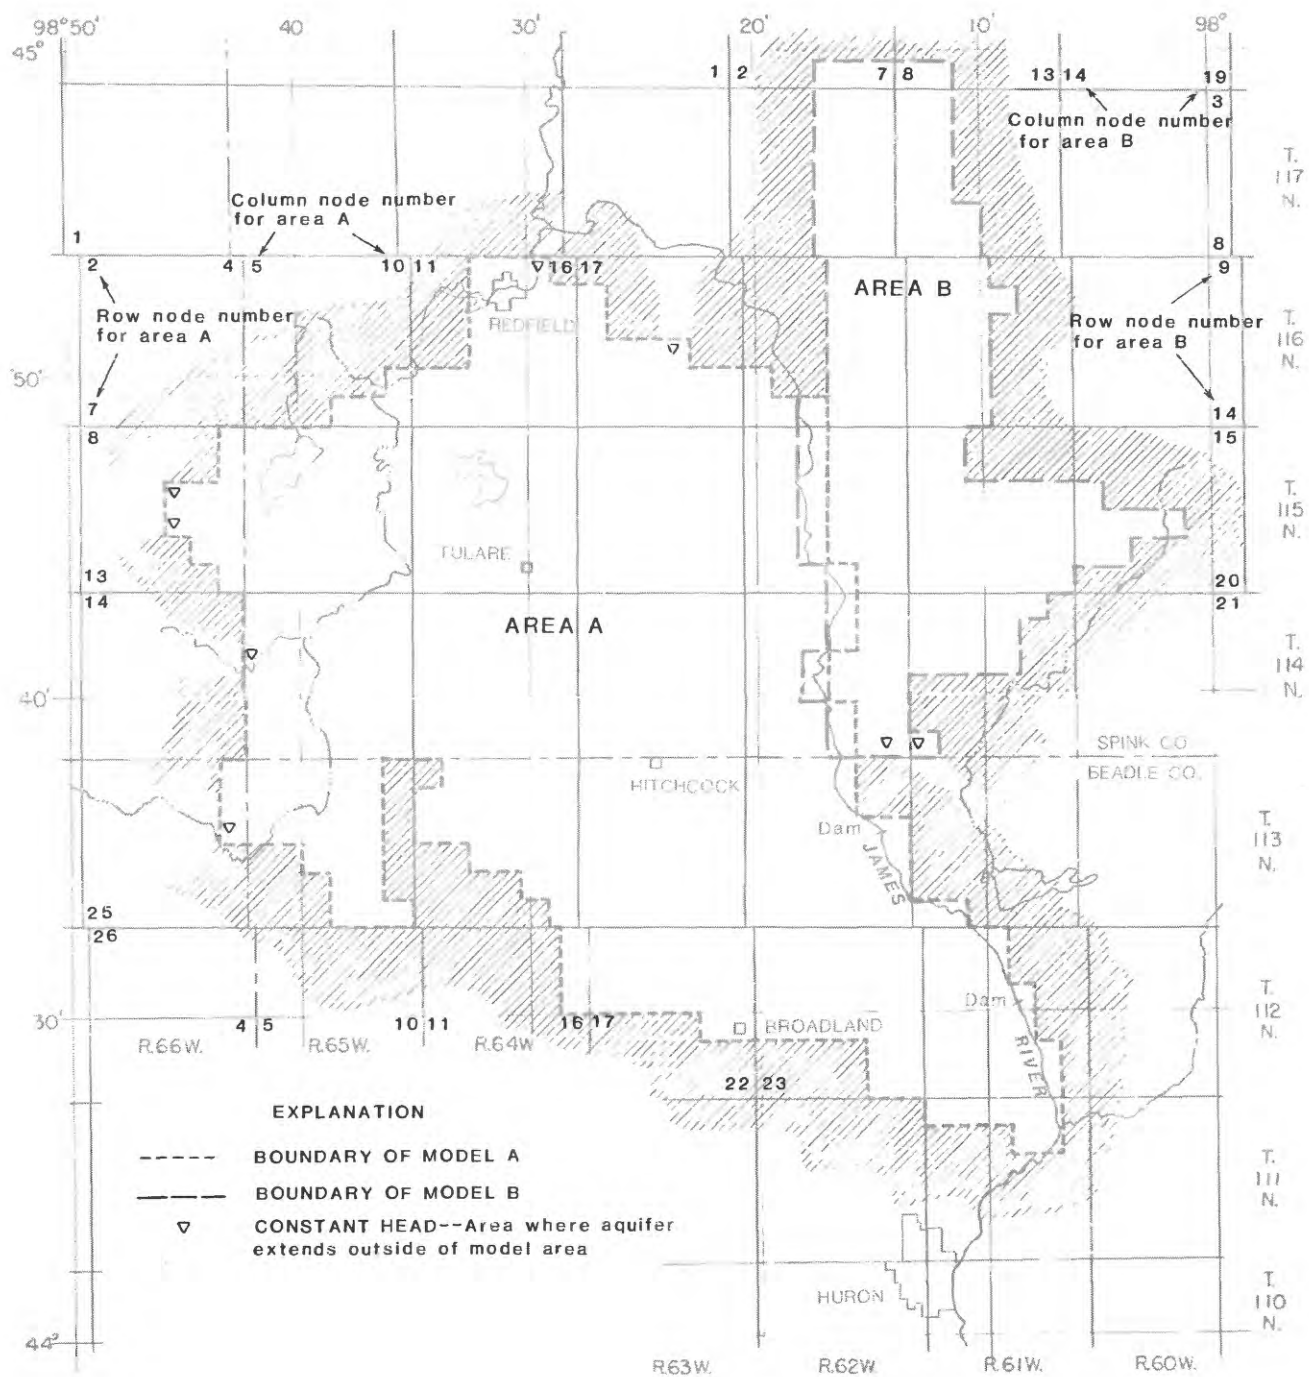 98°50'
40'
30'
20'
10'
98°
45°
1 2
7 8
13 14
19
3
Column node number
for area B
T.
117
N.
Column node number
for area A
1
2
4 5
10 11
16 17
8
9
AREA B
Row node number
for area A
REDFIELD
Row node number
for area B
T.
116
N.
50'
7
8
14
15
T.
115
N.
TULARE
13
14
20
21
AREA A
T.
114
N.
40'
SPINK CO
BEADLE CO.
HITCHCOCK
Dam
JAMES
T.
113
N.
25
26
Dam
T.
112
N.
30'
4 5
10 11
16 17
BROADLAND
R.66W.
R.65W.
R.64W
RIVER
22 23
EXPLANATION
BOUNDARY OF MODEL A
T.
111
N.
BOUNDARY OF MODEL B
CONSTANT HEAD--Area where aquifer
extends outside of model area
HURON
T.
110
N.
44°
R.63W.
R.62W.
R.61W.
R.60W.